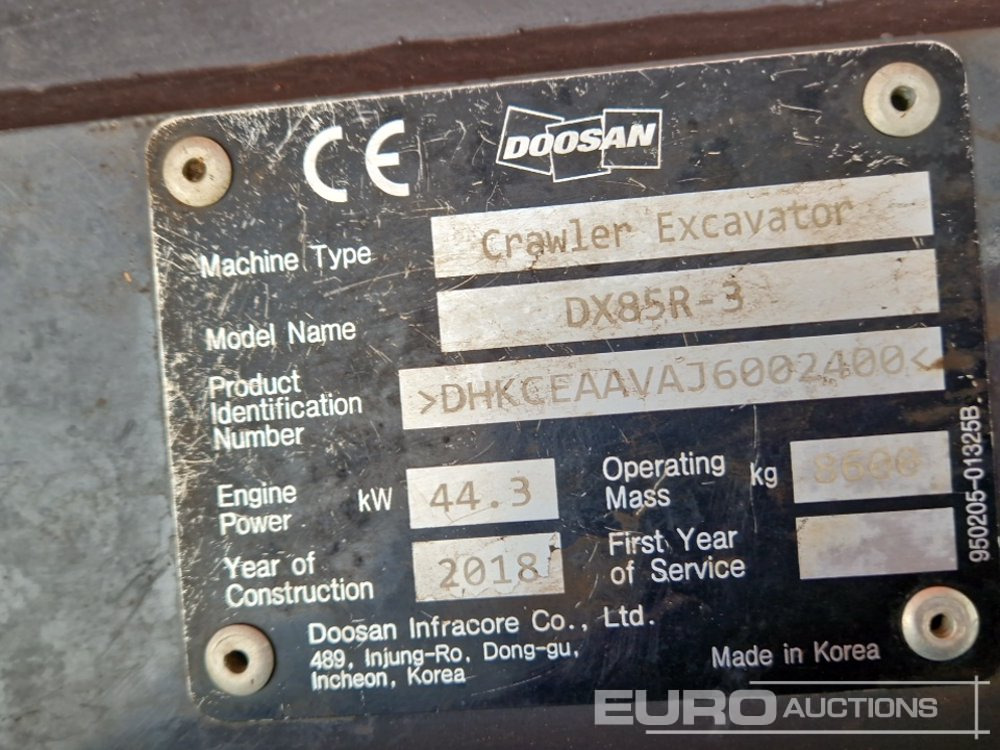 CE DOOSAN
Machine Type Crawler Excavator
Model Name DX85R-3
Product
Identification
Number >DHKCEAAVAJ6002400<
Engine
Power kW 44.3
Operating
Mass kg 8600
Year of
Construction 2018
First Year
of Service
Doosan Infracore Co., Ltd.
489, Injung-Ro, Dong-gu,
Incheon, Korea
Made in Korea
950205-01325B.
EURO AUCTIONS